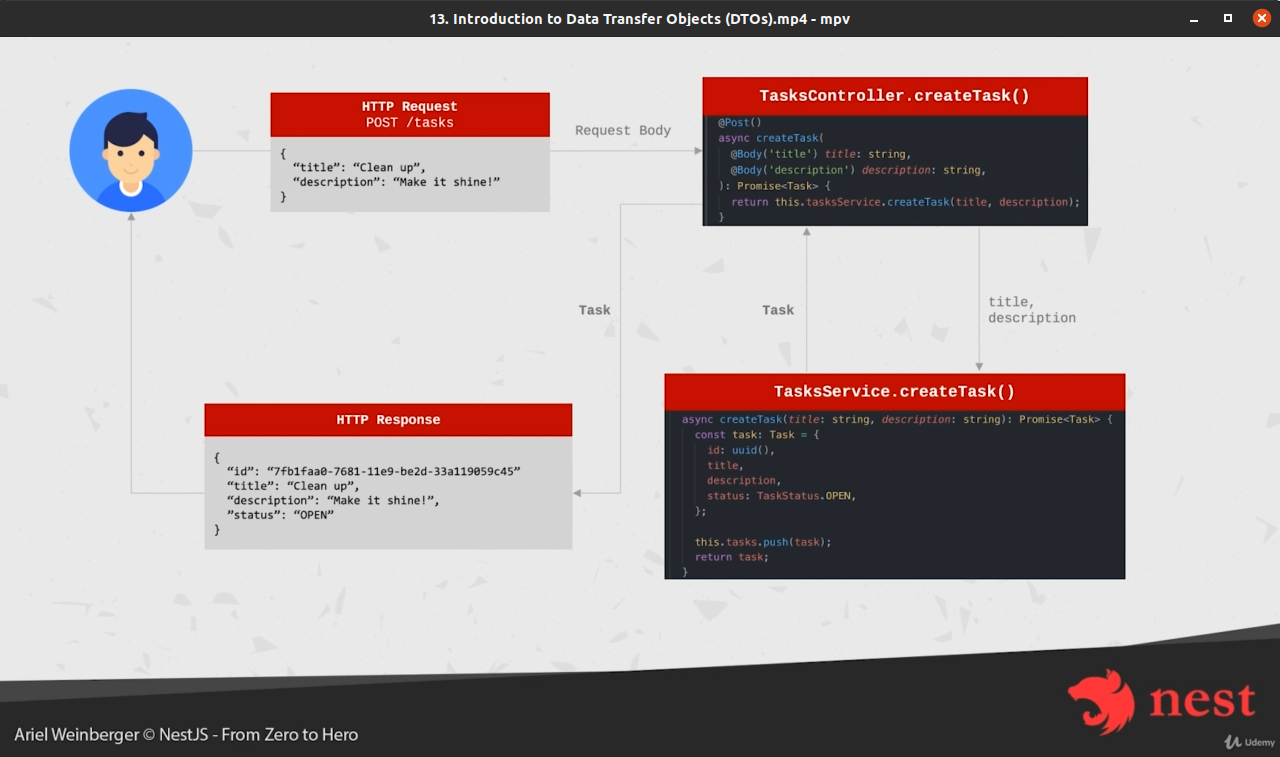 13. Introduction to Data Transfer Objects (DTOs).mp4 - mpv
HTTP Request
POST /tasks
{
“title”: “Clean up”,
“description”: “Make it shine!”
}
Request Body
TasksController.createTask()
@Post()
async createTask(
@Body('title') title: string,
@Body('description') description: string,
): Promise<Task> {
return this.tasksService.createTask(title, description);
}
Task
Task
title,
description
TasksService.createTask()
async createTask(title: string, description: string): Promise<Task> {
const task: Task = {
id: uuid(),
title,
description,
status: TaskStatus.OPEN,
};
this.tasks.push(task);
return task;
}
HTTP Response
{
“id”: “7fb1faa0-7681-11e9-be2d-33a119059c45”
“title”: “Clean up”,
“description”: “Make it shine!”,
”status”: “OPEN”
}
Ariel Weinberger © NestJS - From Zero to Hero
nest
Udemy